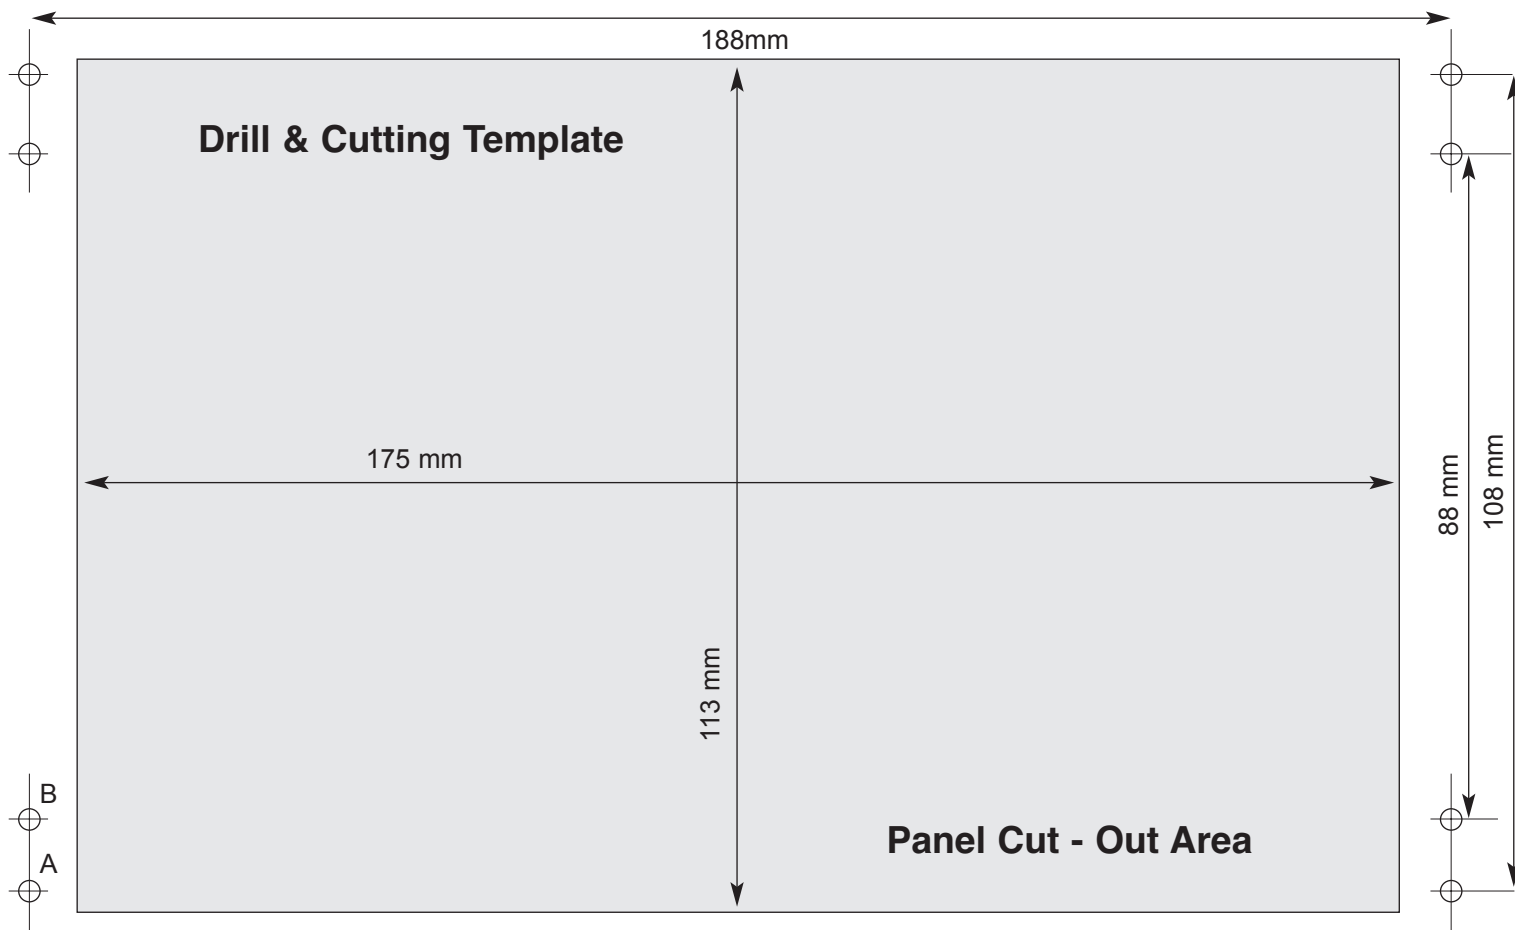 188mm
Drill & Cutting Template
175 mm
88 mm
108 mm
113 mm
B
Panel Cut - Out Area
A